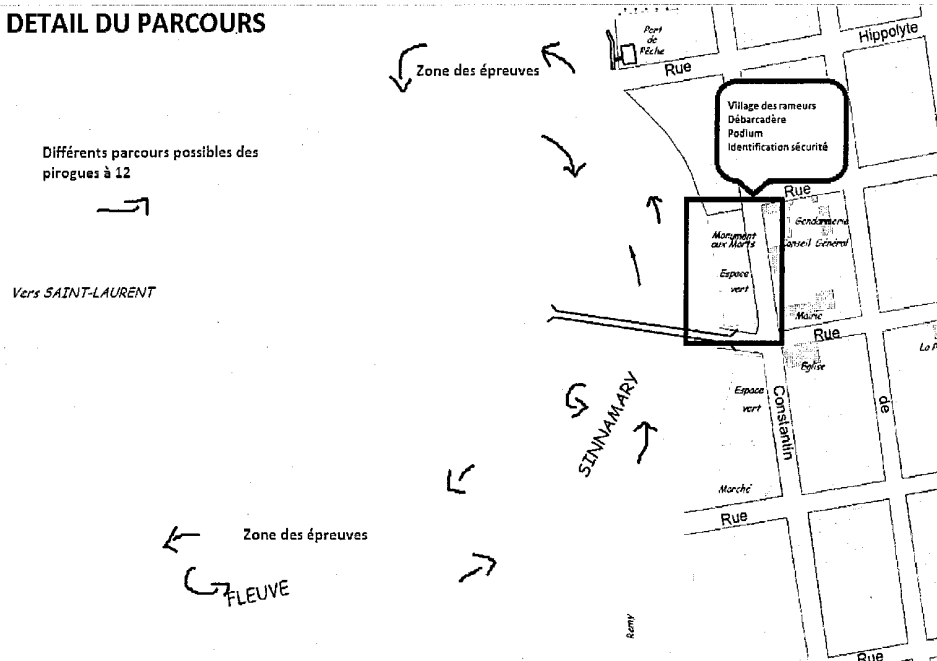 DETAIL DU PARCOURS
Port
de
Pêche
Hippolyte
Rue
Zone des épreuves
Village des rameurs
Débarcadère
Podium
Identification sécurité
Différents parcours possibles des
pirogues à 12
Rue
Gendarmerie
Conseil Général
Monument
aux Morts
Espace
vert
Vers SAINT-LAURENT
Mairie
Rue
La P
Eglise
Espace
vert
Constantin
de
SINNAMARY
Marché
Rue
Zone des épreuves
FLEUVE
Remy
Rue